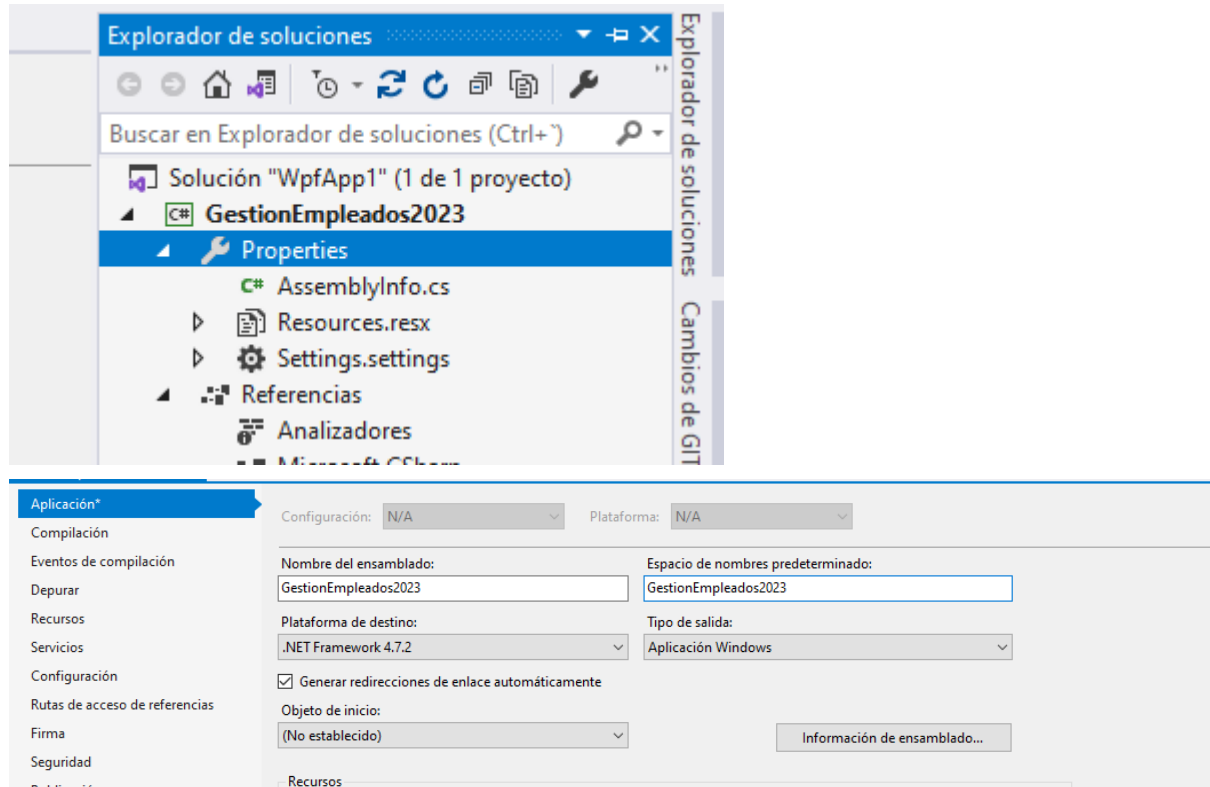 Explorador de soluciones
Buscar en Explorador de soluciones (Ctrl+`)
Solución "WpfApp1" (1 de 1 proyecto)
C# GestionEmpleados2023
Properties
C# AssemblyInfo.cs
Resources.resx
Settings.settings
Referencias
Analizadores
Microsoft.CSharp
Explorador de soluciones
Cambios de GIT
Aplicación*
Compilación
Eventos de compilación
Depurar
Recursos
Servicios
Configuración
Rutas de acceso de referencias
Firma
Seguridad
Configuración: N/A Plataforma: N/A
Nombre del ensamblado: Espacio de nombres predeterminado:
GestionEmpleados2023 GestionEmpleados2023
Plataforma de destino: Tipo de salida:
.NET Framework 4.7.2 Aplicación Windows
Generar redirecciones de enlace automáticamente
Objeto de inicio:
(No establecido) Información de ensamblado...
Recursos